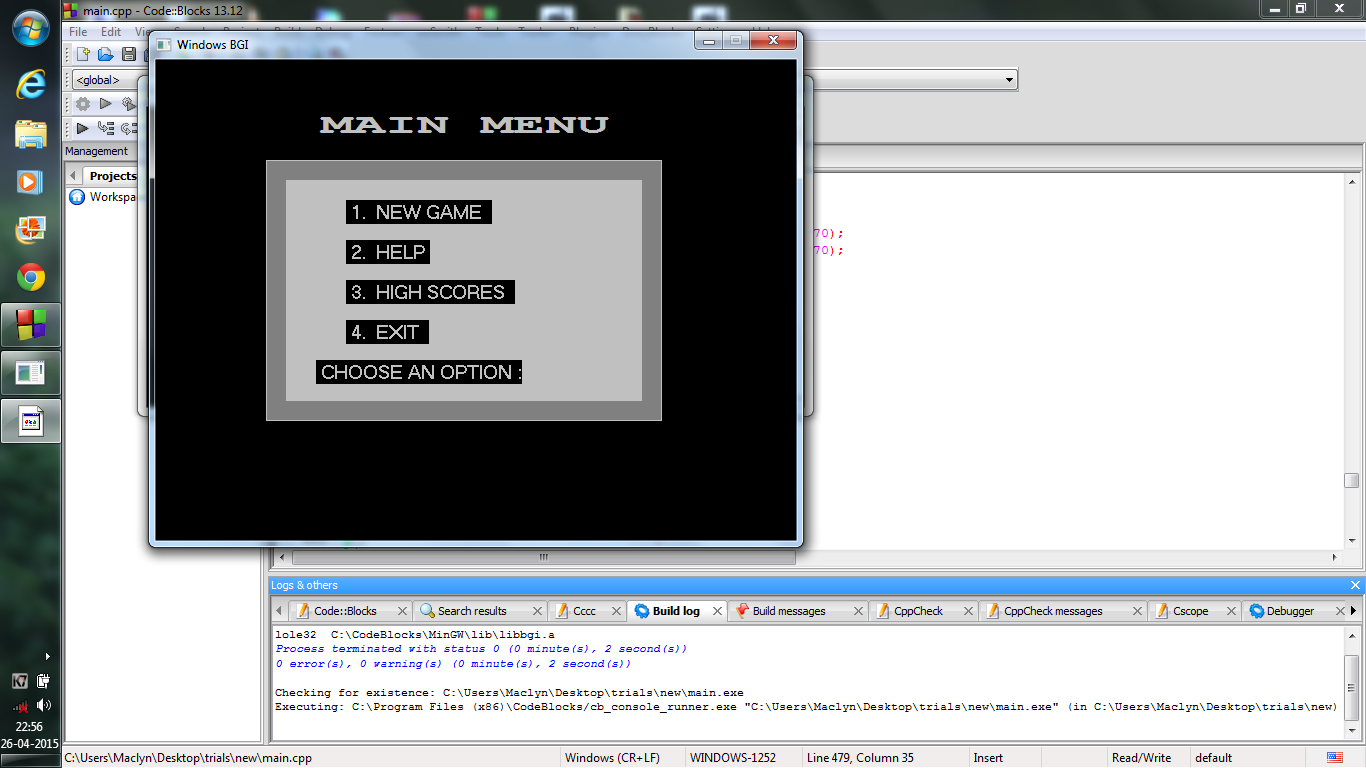 main.cpp - Code::Blocks 13.12
File Edit
Windows BGI
<global>
MAIN MENU
1. NEW GAME
2. HELP
3. HIGH SCORES
4. EXIT
CHOOSE AN OPTION :
Management
Projects
Workspa
70);
70);
Logs & others
Code::Blocks Search results Cccc Build log Build messages CppCheck CppCheck messages Cscope Debugger
lole32 C:\CodeBlocks\MinGW\lib\libbgi.a
Process terminated with status 0 (0 minute(s), 2 second(s))
0 error(s), 0 warning(s) (0 minute(s), 2 second(s))
Checking for existence: C:\Users\Maclyn\Desktop\trials\new\main.exe
Executing: C:\Program Files (x86)\CodeBlocks/cb_console_runner.exe "C:\Users\Maclyn\Desktop\trials\new\main.exe" (in C:\Users\Maclyn\Desktop\trials\new)
22:56
26-04-2015
C:\Users\Maclyn\Desktop\trials\new\main.cpp Windows (CR+LF) WINDOWS-1252 Line 479, Column 35 Insert Read/Write default